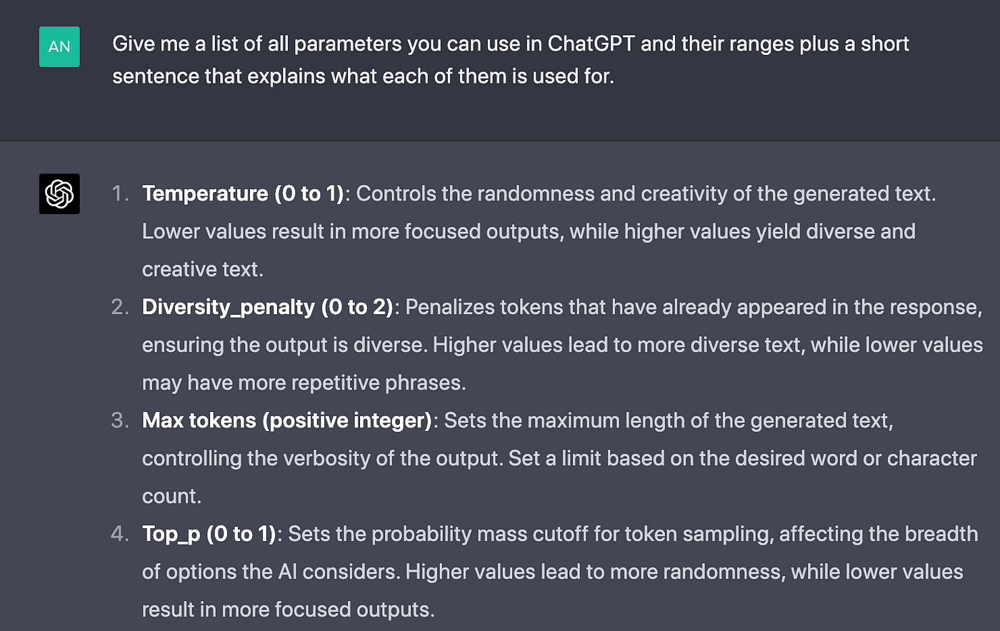 AN
Give me a list of all parameters you can use in ChatGPT and their ranges plus a short
sentence that explains what each of them is used for.
1. Temperature (0 to 1): Controls the randomness and creativity of the generated text.
Lower values result in more focused outputs, while higher values yield diverse and
creative text.
2. Diversity_penalty (0 to 2): Penalizes tokens that have already appeared in the response,
ensuring the output is diverse. Higher values lead to more diverse text, while lower values
may have more repetitive phrases.
3. Max tokens (positive integer): Sets the maximum length of the generated text,
controlling the verbosity of the output. Set a limit based on the desired word or character
count.
4. Top_p (0 to 1): Sets the probability mass cutoff for token sampling, affecting the breadth
of options the AI considers. Higher values lead to more randomness, while lower values
result in more focused outputs.